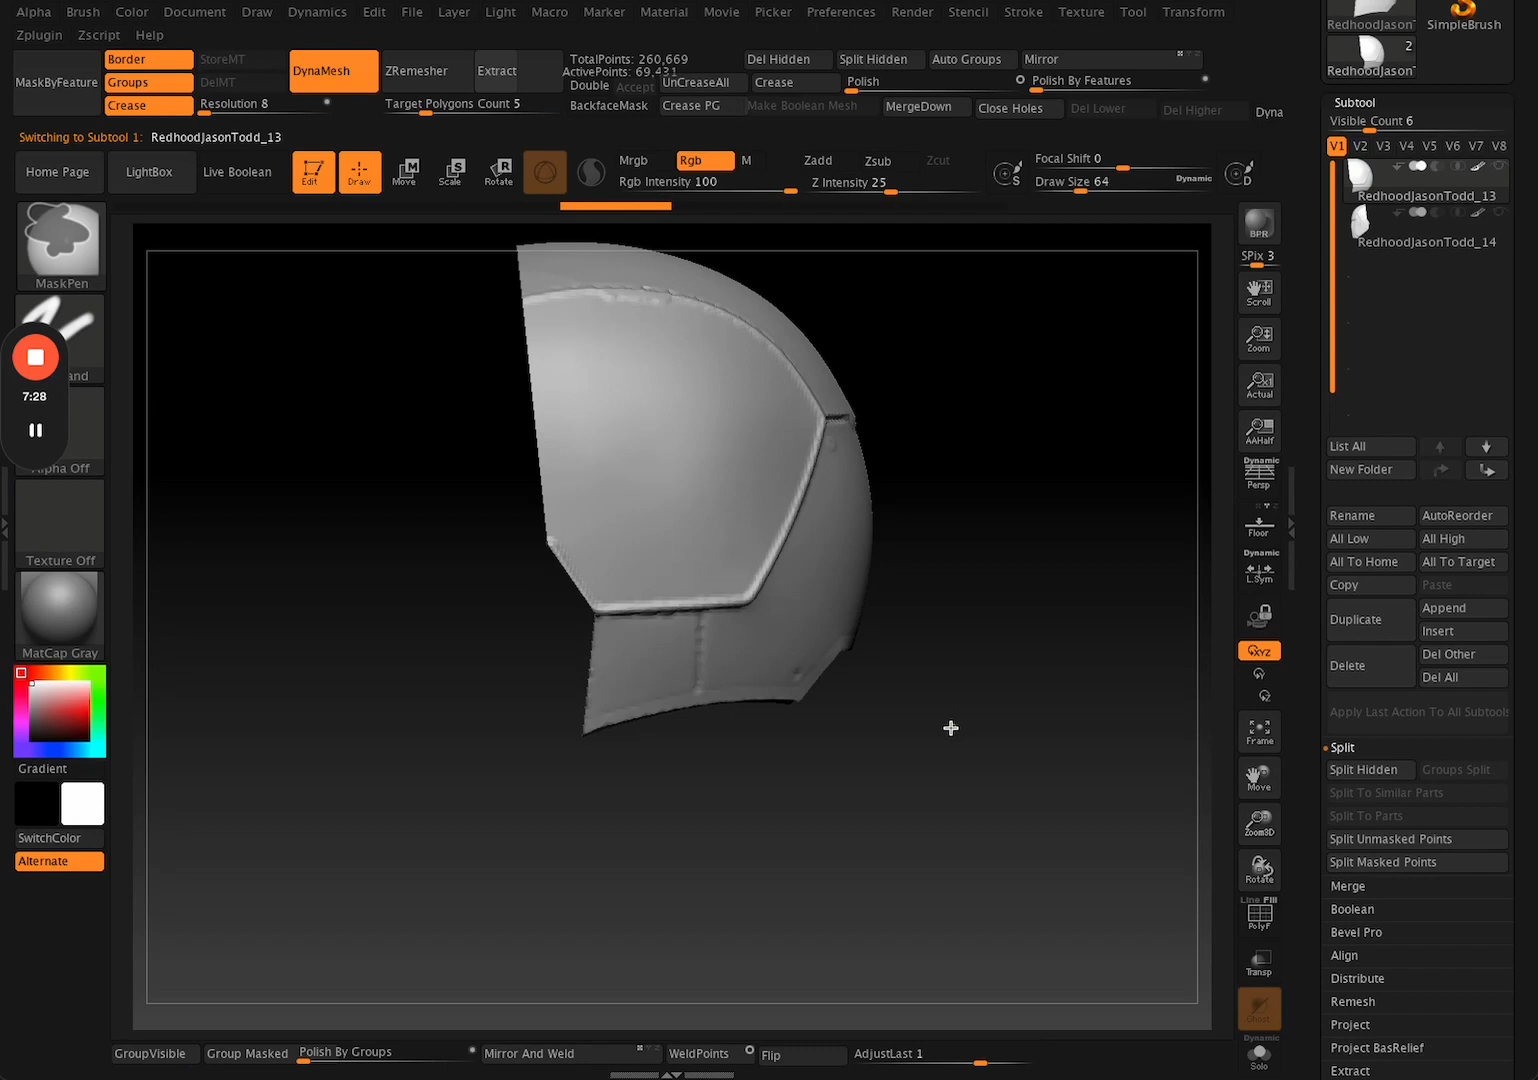 Alpha Brush Color Document Draw Dynamics Edit File Layer Light Macro Marker Material Movie Picker Preferences Render Stencil Stroke Texture Tool Transform
Zplugin Zscript Help
MaskByFeature
Border
Groups
Crease
StoreMT
DelMT
Resolution 8
DynaMesh
ZRemesher
Extract
Target Polygons Count 5
TotalPoints: 260,669
ActivePoints: 69,431
Double
Accept
BackfaceMask
Del Hidden
Split Hidden
Auto Groups
Mirror
UnCreaseAll
Crease
Polish
Polish By Features
Crease PG
Make Boolean Mesh
MergeDown
Close Holes
Del Lower
Del Higher
Dyna
Switching to Subtool 1: RedhoodJasonTodd_13
Home Page
LightBox
Live Boolean
Edit
Draw
Move
Scale
Rotate
Mrgb
Rgb
M
Rgb Intensity 100
Zadd
Zsub
Zcut
Z Intensity 25
S
Focal Shift 0
Draw Size 64
Dynamic
D
MaskPen
and
7:28
Alpha Off
Texture Off
MatCap Gray
Gradient
SwitchColor
Alternate
BPR
SPix 3
Scroll
Zoom
Actual
AAHalf
Dynamic
Persp
Floor
Dynamic
L.Sym
XYZ
Y
Z
Frame
Move
Zoom3D
Rotate
Line Fill
PolyF
Transp
Ghost
Dynamic
Solo
RedhoodJason
SimpleBrush
2
RedhoodJason
Subtool
Visible Count 6
V1 V2 V3 V4 V5 V6 V7 V8
RedhoodJasonTodd_13
RedhoodJasonTodd_14
List All
New Folder
Rename
AutoReorder
All Low
All High
All To Home
All To Target
Copy
Paste
Duplicate
Append
Insert
Delete
Del Other
Del All
Apply Last Action To All Subtools
Split
Split Hidden
Groups Split
Split To Similar Parts
Split To Parts
Split Unmasked Points
Split Masked Points
Merge
Boolean
Bevel Pro
Align
Distribute
Remesh
Project
Project BasRelief
Extract
GroupVisible
Group Masked
Polish By Groups
Mirror And Weld
WeldPoints
Flip
AdjustLast 1